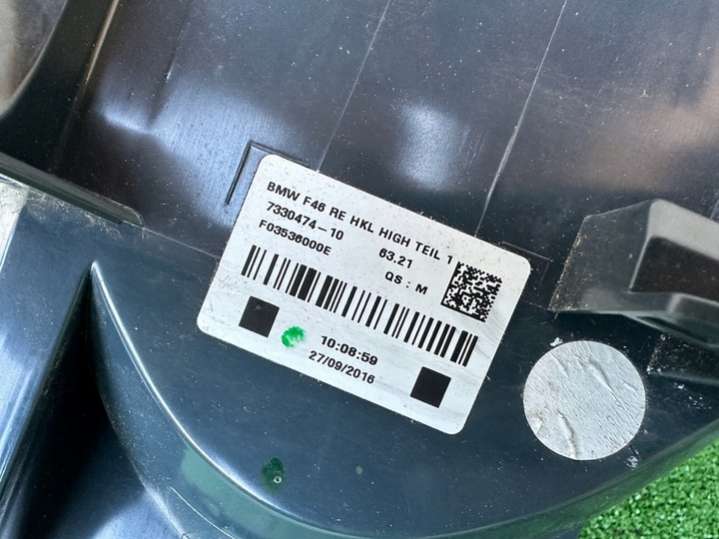 BMW F46 RE HKL HIGH TEIL 1
7330474-10 63.21
F03536000E QS : M
10:08:59
27/09/2016